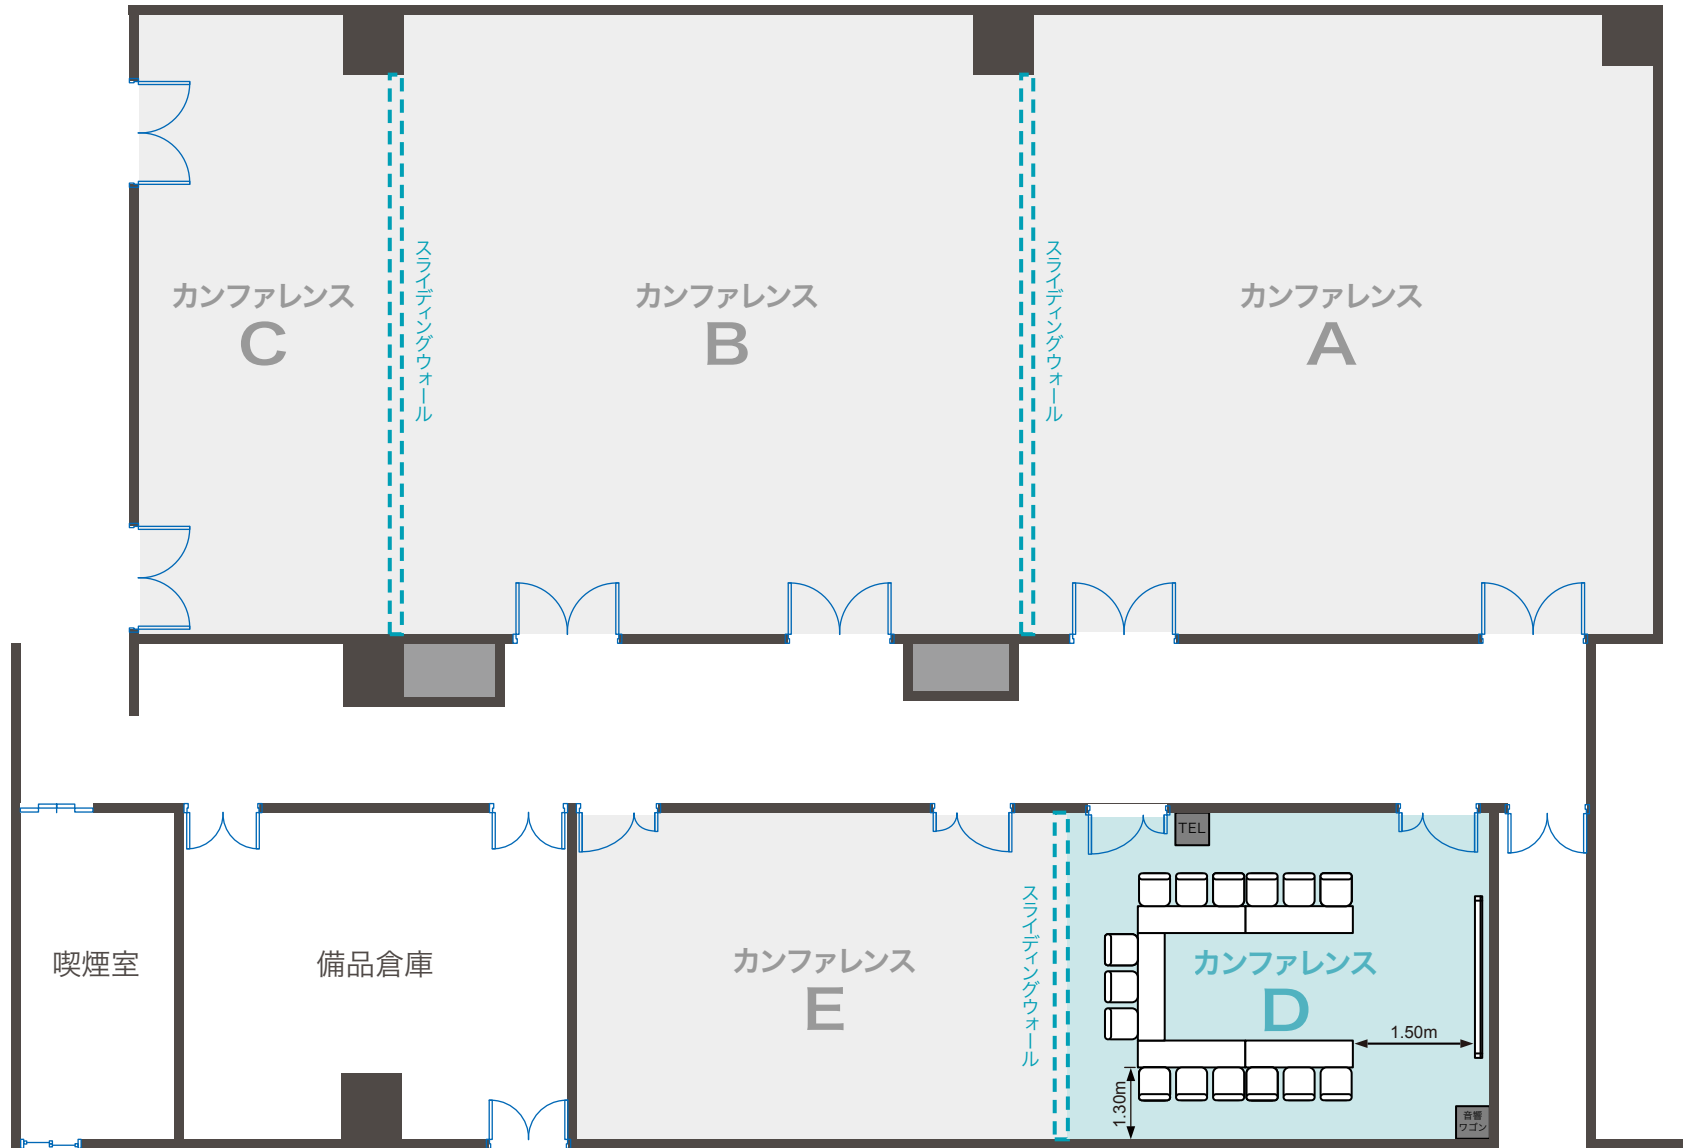 カンファレンス
C
スライディングウォール
カンファレンス
B
スライディングウォール
カンファレンス
A
喫煙室
備品倉庫
カンファレンス
E
スライディングウォール
TEL
カンファレンス
D
1.50m
1.30m
音響
ワゴン